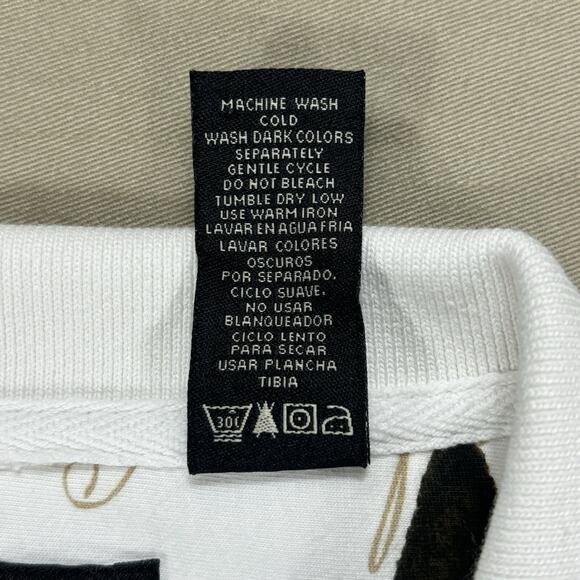 MACHINE WASH
COLD
WASH DARK COLORS
SEPARATELY
GENTLE CYCLE
DO NOT BLEACH
TUMBLE DRY LOW
USE WARM IRON
LAVAR EN AGUA FRIA
LAVAR COLORES
OSCUROS
POR SEPARADO.
CICLO SUAVE.
NO USAR
BLANQUEADOR
CICLO LENTO
PARA SECAR
USAR PLANCHA
TIBIA